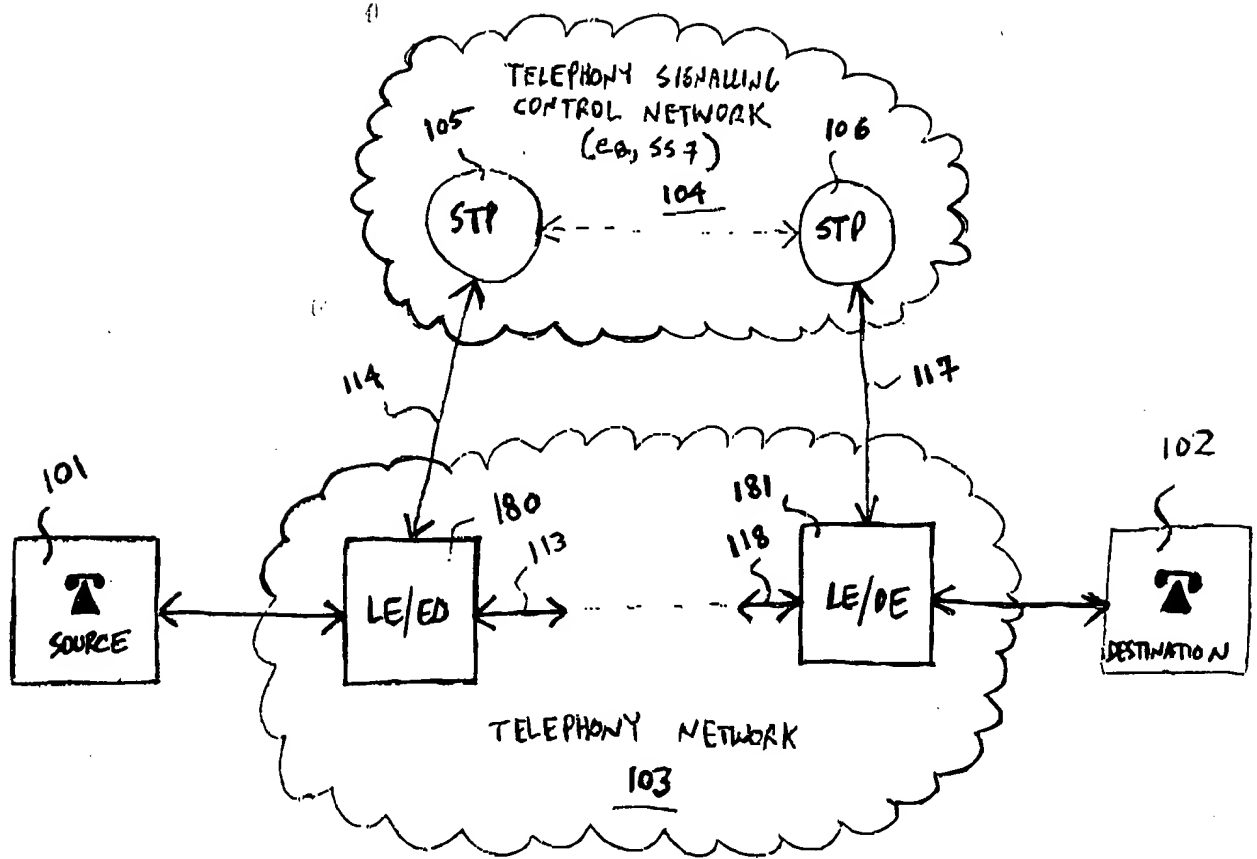 TELEPHONY SIGNALLING
CONTROL NETWORK
(eg., SS7)
104
105
106
STP
STP
114
117
101
102
180
181
113
118
SOURCE
LE/EO
LE/DE
DESTINATION
TELEPHONY NETWORK
103